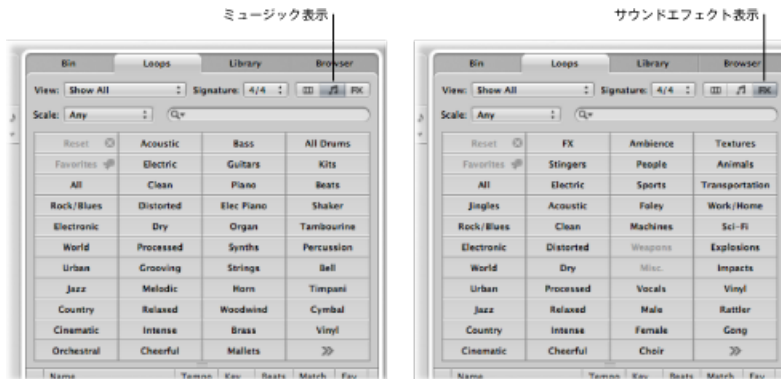 ミュージック表示
サウンドエフェクト表示
Bin Loops Library Browser
View: Show All Signature: 4/4 FX
Scale: Any
Reset Acoustic Bass All Drums
Favorites Electric Guitars Kits
All Clean Piano Beats
Rock/Blues Distorted Elec Piano Shaker
Electronic Dry Organ Tambourine
World Processed Synths Percussion
Urban Grooving Strings Bell
Jazz Melodic Horn Timpani
Country Relaxed Woodwind Cymbal
Cinematic Intense Brass Vinyl
Orchestral Cheerful Mallets
Name Tempo Key Beats Match Fav
Bin Loops Library Browser
View: Show All Signature: 4/4 FX
Scale: Any
Reset FX Ambience Textures
Favorites Stingers People Animals
All Electric Sports Transportation
Jingles Acoustic Foley Work/Home
Rock/Blues Clean Machines Sci-Fi
Electronic Distorted Weapons Explosions
World Dry Misc. Impacts
Urban Processed Vocals Vinyl
Jazz Relaxed Male Rattler
Country Intense Female Gong
Cinematic Cheerful Choir
Name Tempo Key Beats Match Fav